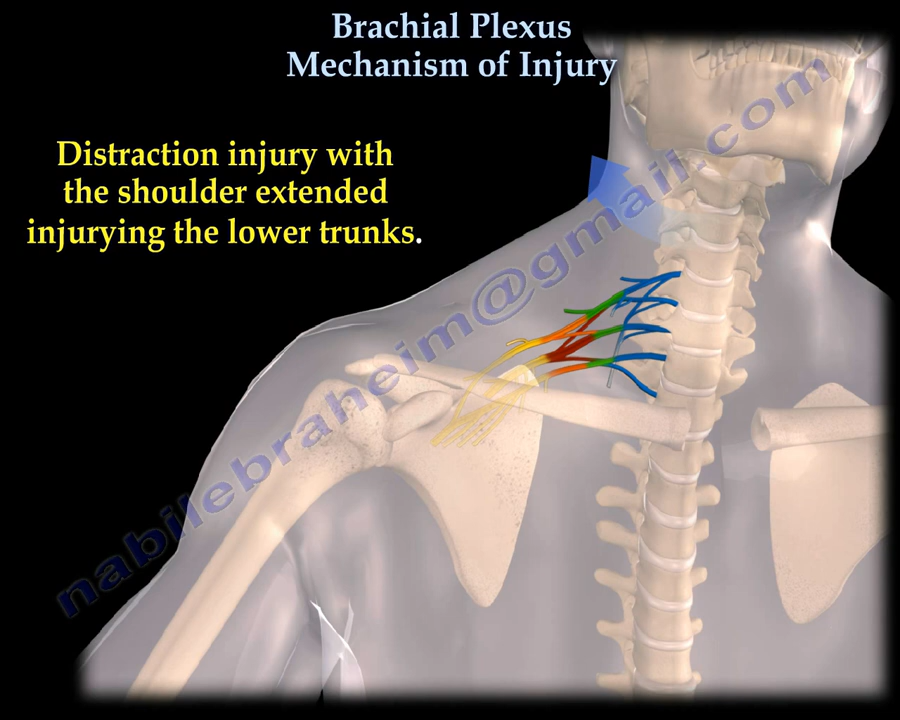 Brachial Plexus
Mechanism of Injury
Distraction injury with
the shoulder extended
injurying the lower trunks.
nabilebraheim@gmail.com